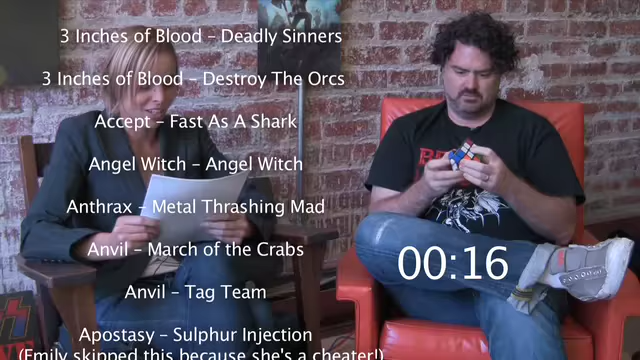 3 Inches of Blood – Deadly Sinners
3 Inches of Blood – Destroy The Orcs
Accept – Fast As A Shark
Angel Witch – Angel Witch
Anthrax – Metal Thrashing Mad
Anvil – March of the Crabs
Anvil – Tag Team
Apostasy – Sulphur Injection
(Emily skipped this because she's a cheater!)
00:16